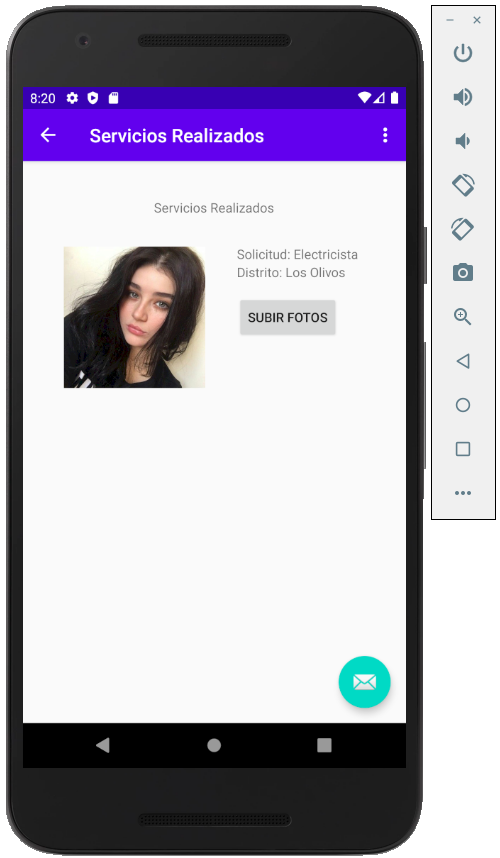 8:20
Servicios Realizados
Servicios Realizados
Solicitud: Electricista
Distrito: Los Olivos
SUBIR FOTOS